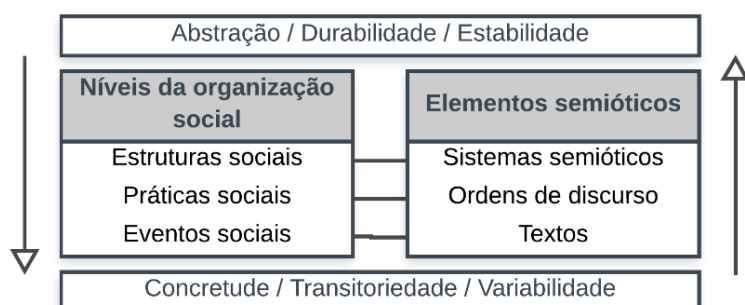 Abstração / Durabilidade / Estabilidade
Níveis da organização
social
Elementos semióticos
Estruturas sociais
Sistemas semióticos
Práticas sociais
Ordens de discurso
Eventos sociais
Textos
Concretude / Transitoriedade / Variabilidade